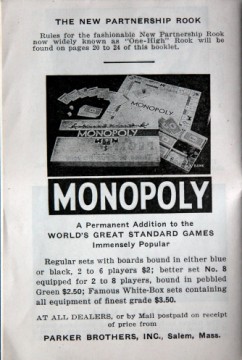 THE NEW PARTNERSHIP ROOK
Rules for the fashionable New Partnership Rook
now widely known as "One-High" Rook will be
found on pages 20 to 24 of this booklet.
MONOPOLY
MONOPOLY
MONOPOLY
A Permanent Addition to the
WORLD'S GREAT STANDARD GAMES
Immensely Popular
Regular sets with boards bound in either blue
or black, 2 to 6 players $2; better set No. 8
equipped for 2 to 8 players, bound in pebbled
Green $2.50; Famous White-Box sets containing
all equipment of finest grade $3.50.
AT ALL DEALERS, or by Mail postpaid on receipt
of price from
PARKER BROTHERS, INC., Salem, Mass.